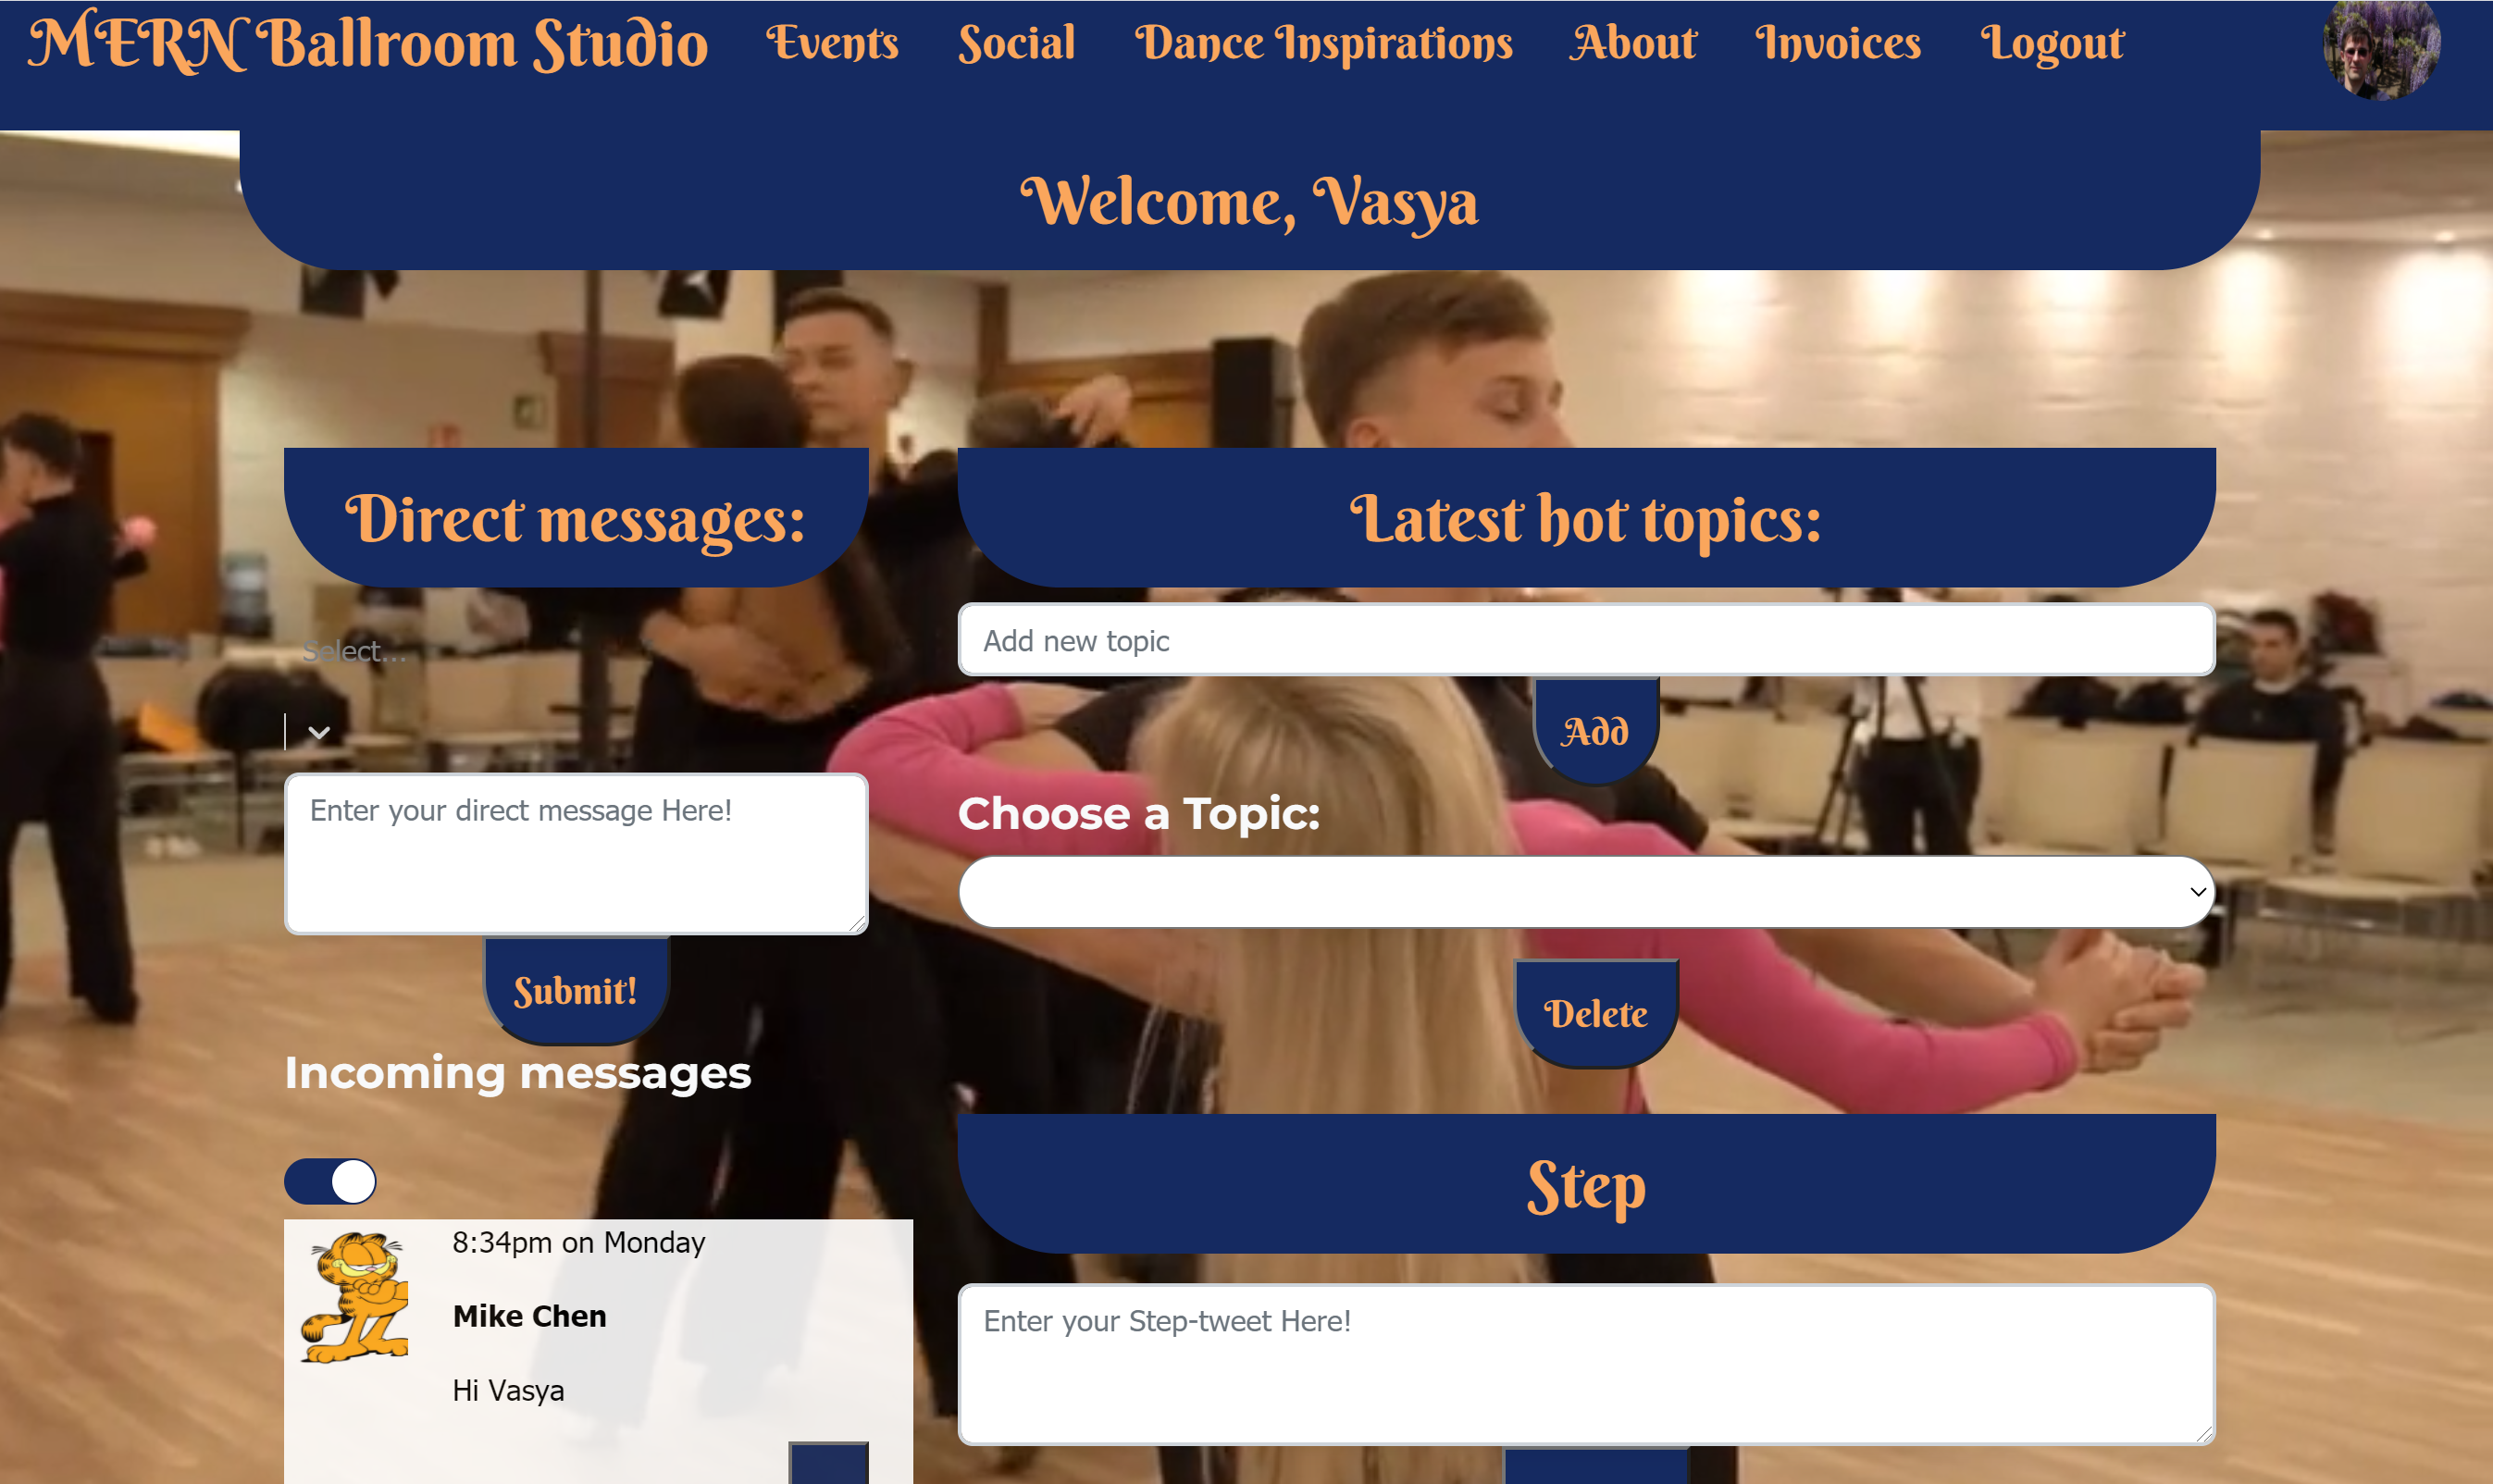 MERN Ballroom Studio Events Social Dance Inspirations About Invoices Logout
Welcome, Vasya
Direct messages:
Select...
Enter your direct message Here!
Submit!
Incoming messages
8:34pm on Monday
Mike Chen
Hi Vasya
Latest hot topics:
Add new topic
Add
Choose a Topic:
Delete
Step
Enter your Step-tweet Here!